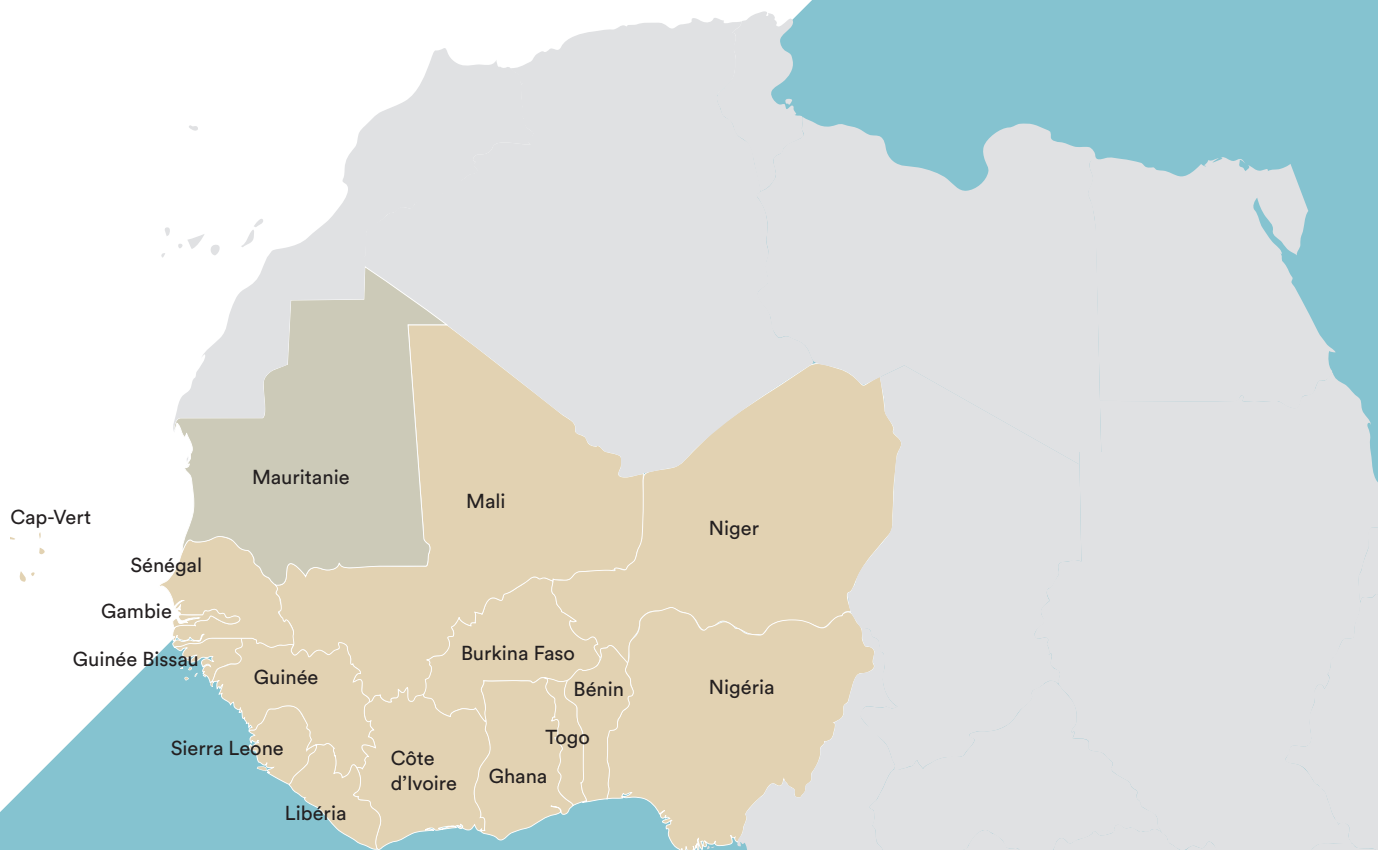 Mauritanie
Mali
Cap-Vert
Niger
Sénégal
Gambie
Burkina Faso
Guinée Bissau
Guinée
Bénin
Nigéria
Togo
Sierra Leone
Côte
d’Ivoire
Ghana
Libéria